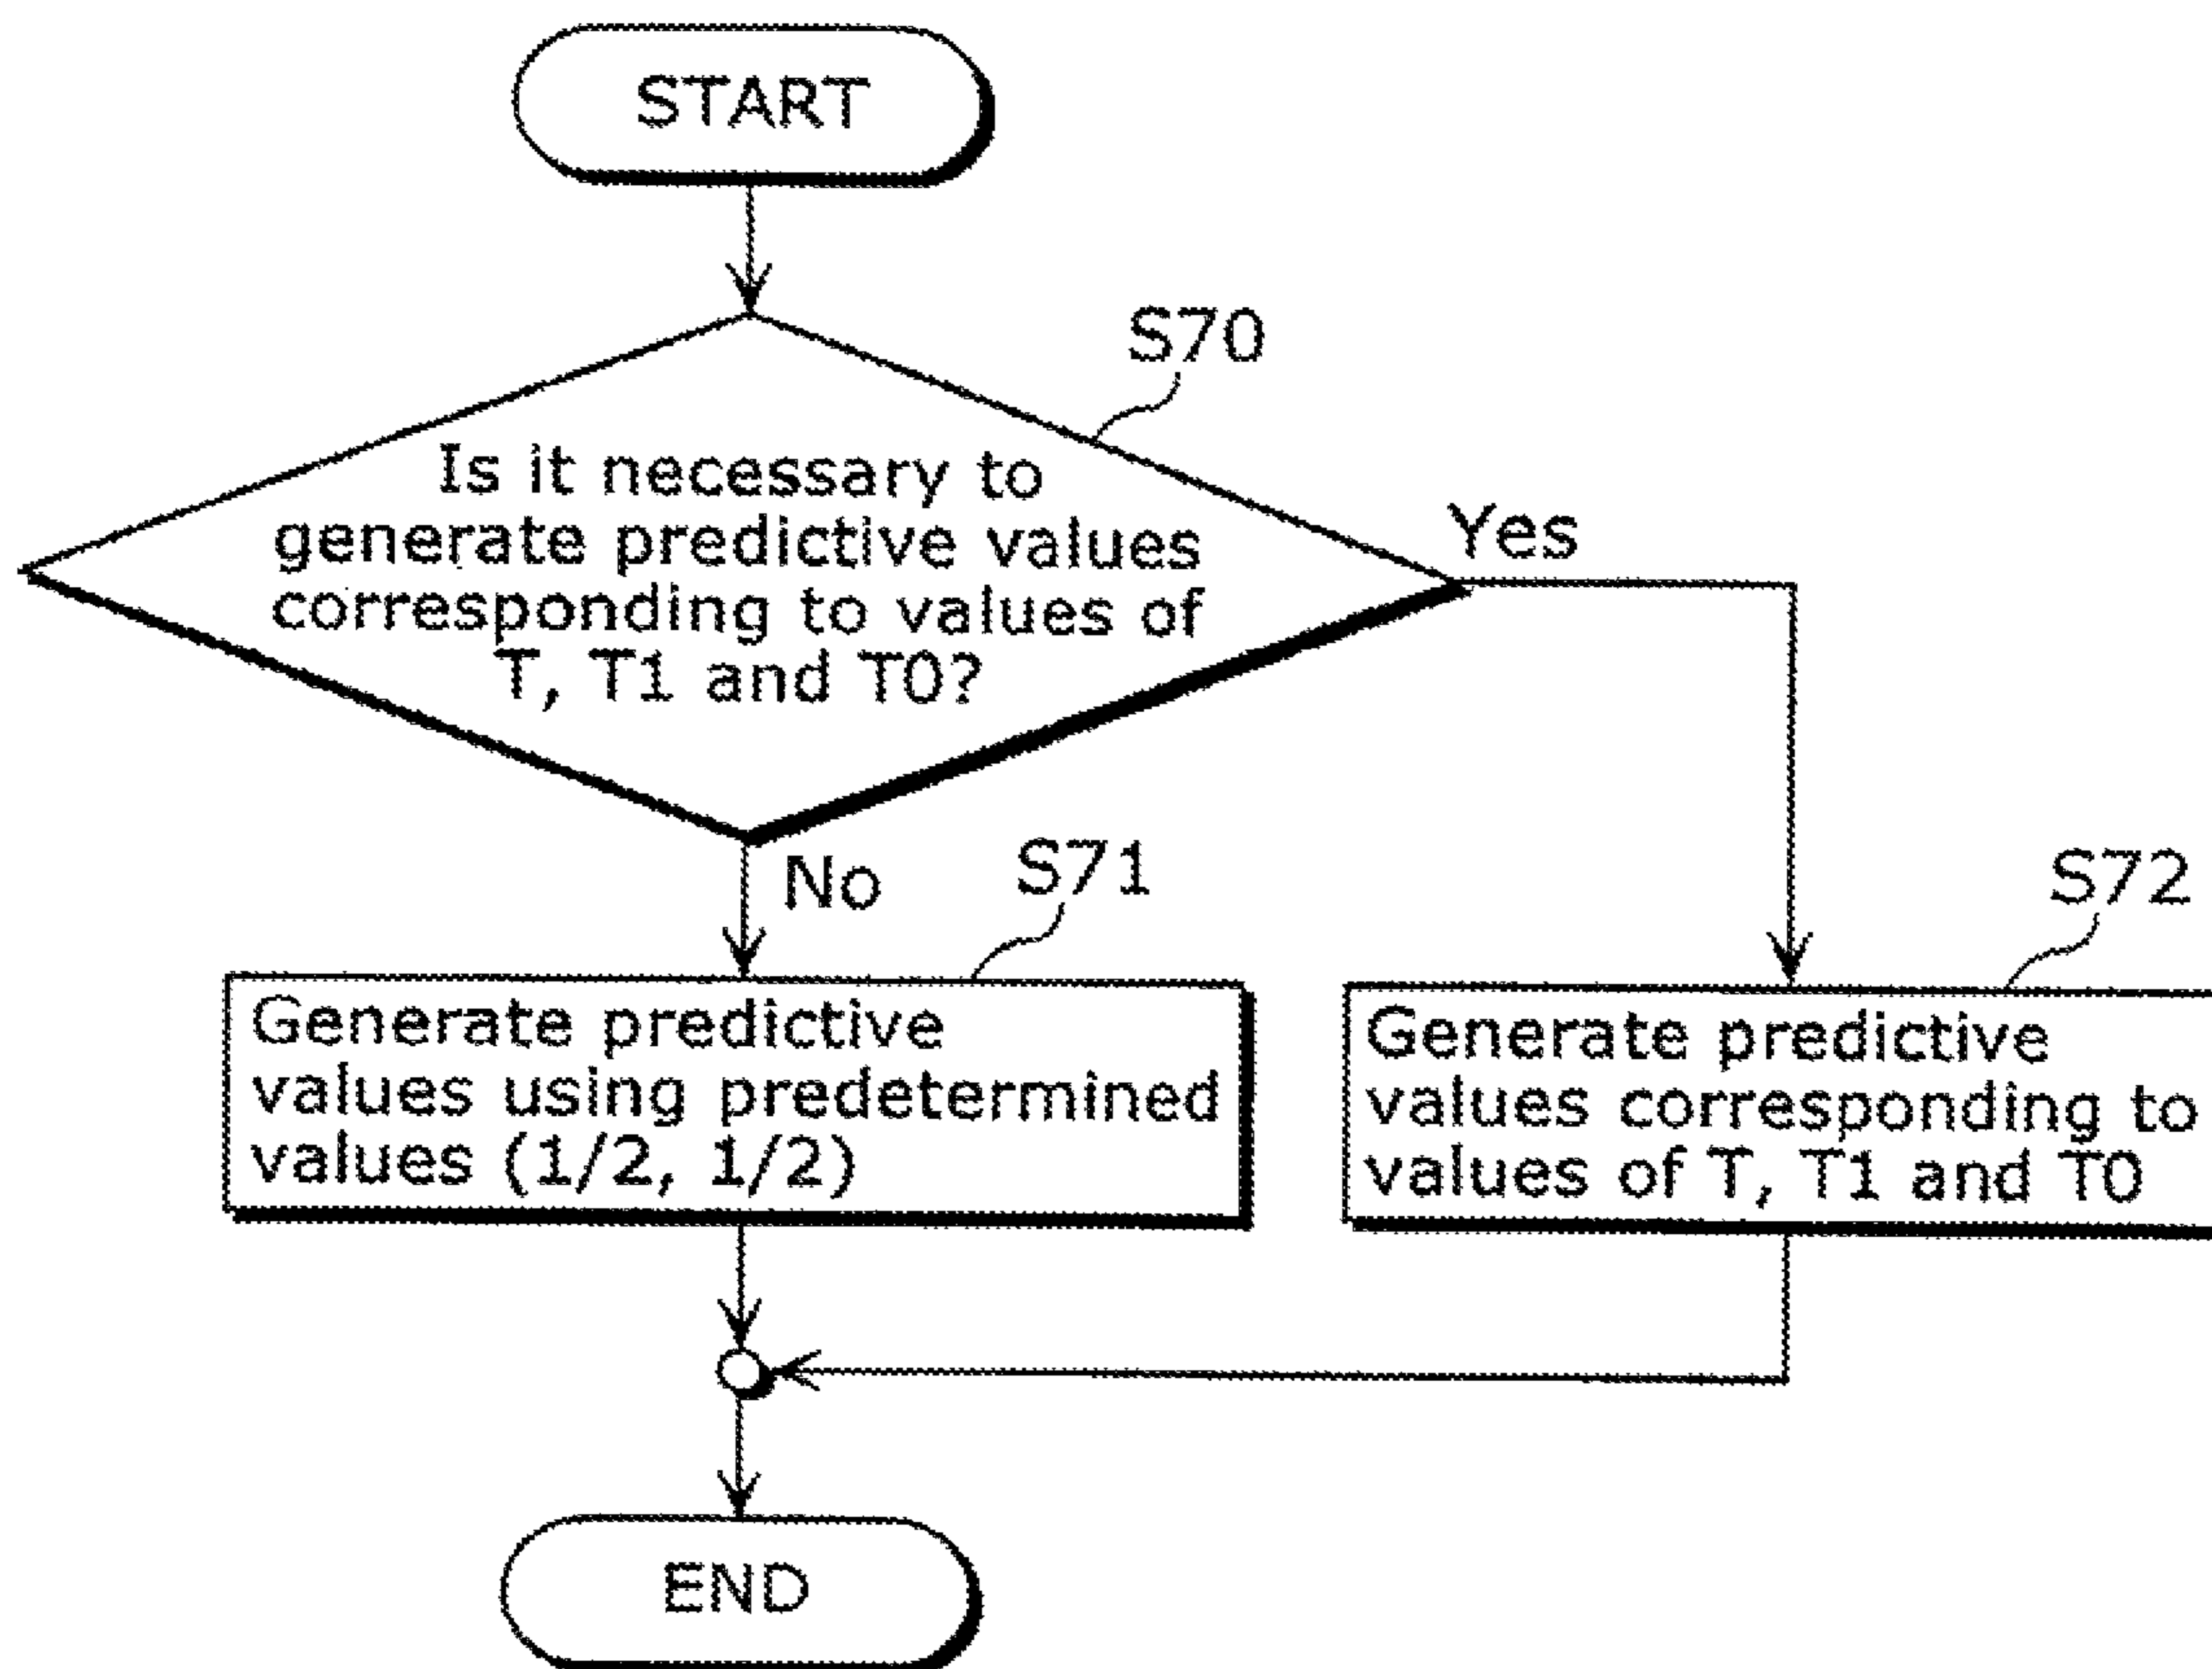 START
S70
Is it necessary to
generate predictive values
corresponding to values of
T, T1 and T0?
Yes
No
S71
S72
Generate predictive
values using predetermined
values (1/2, 1/2)
Generate predictive
values corresponding to
values of T, T1 and T0
END